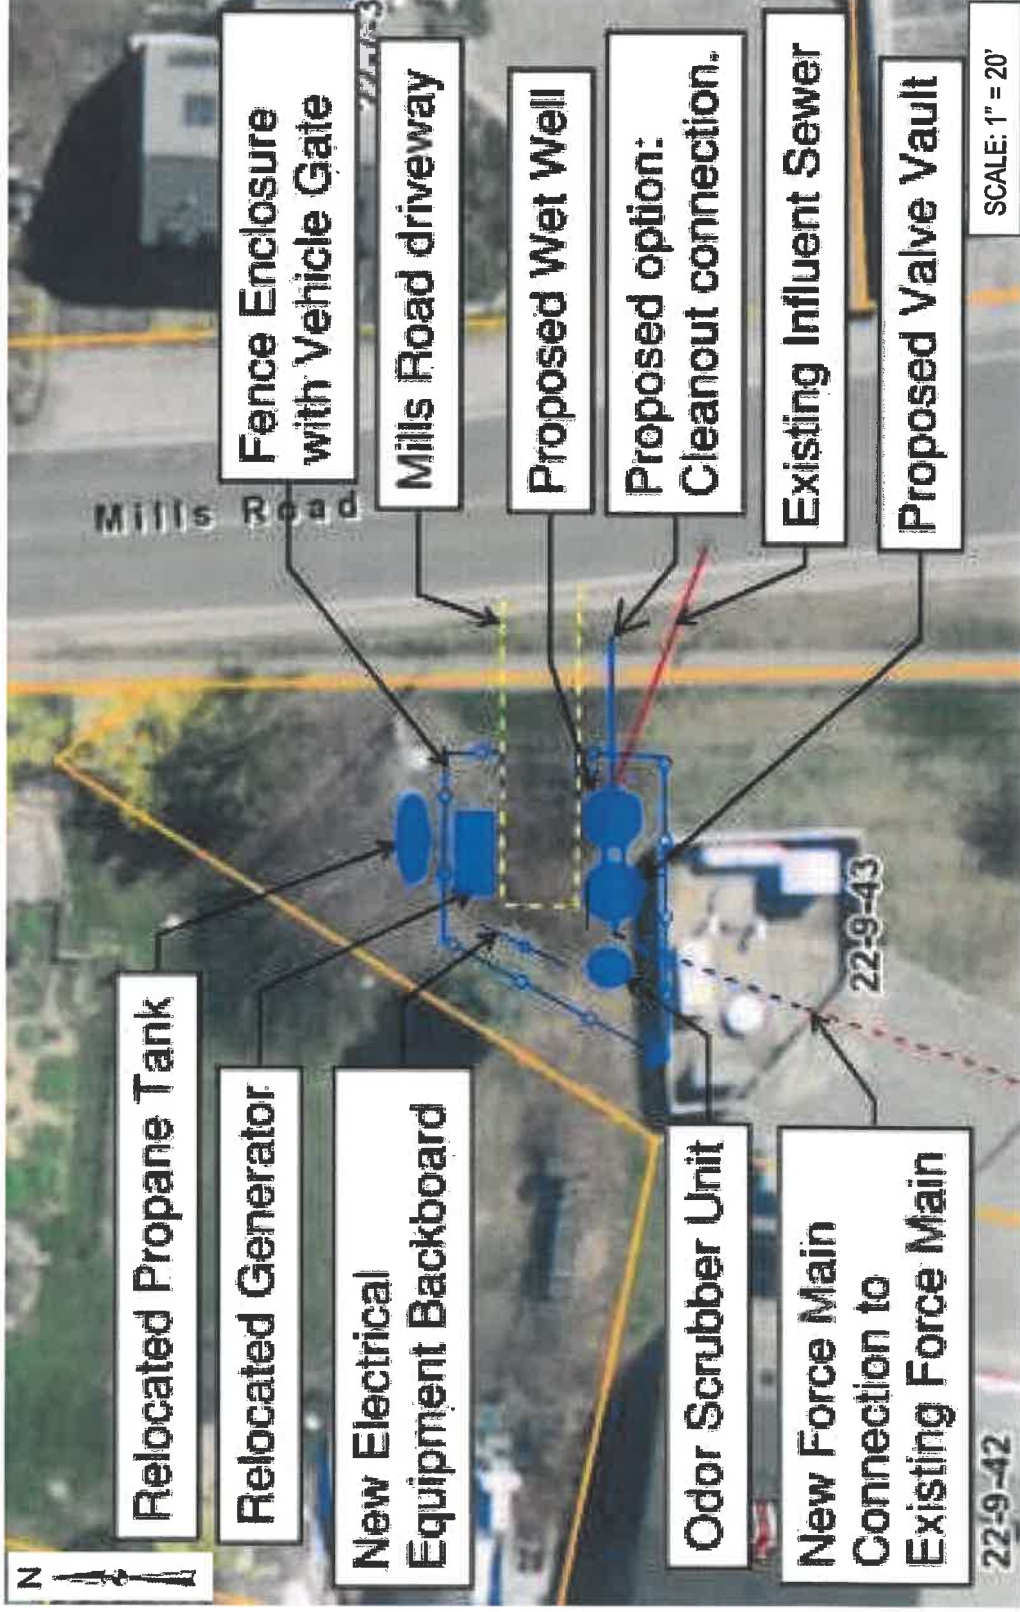 N
Relocated Propane Tank
Relocated Generator
New Electrical
Equipment Backboard
Odor Scrubber Unit
New Force Main
Connection to
Existing Force Main
22-9-42
22-9-43
Mills Road
Fence Enclosure
with Vehicle Gate
Mills Road driveway
Proposed Wet Well
Proposed option:
Cleanout connection.
Existing Influent Sewer
Proposed Valve Vault
SCALE: 1" = 20'